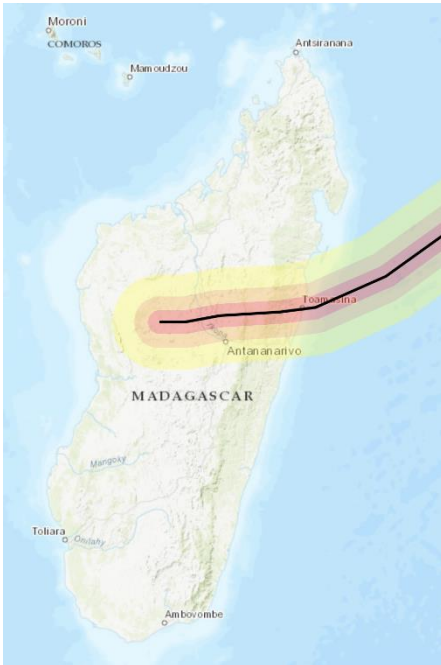 Moroni
COMOROS
Mamoudzou
Antsiranana
Toamasina
Antananarivo
MADAGASCAR
Mangoky
Toliara
Onilahy
Ambovombe